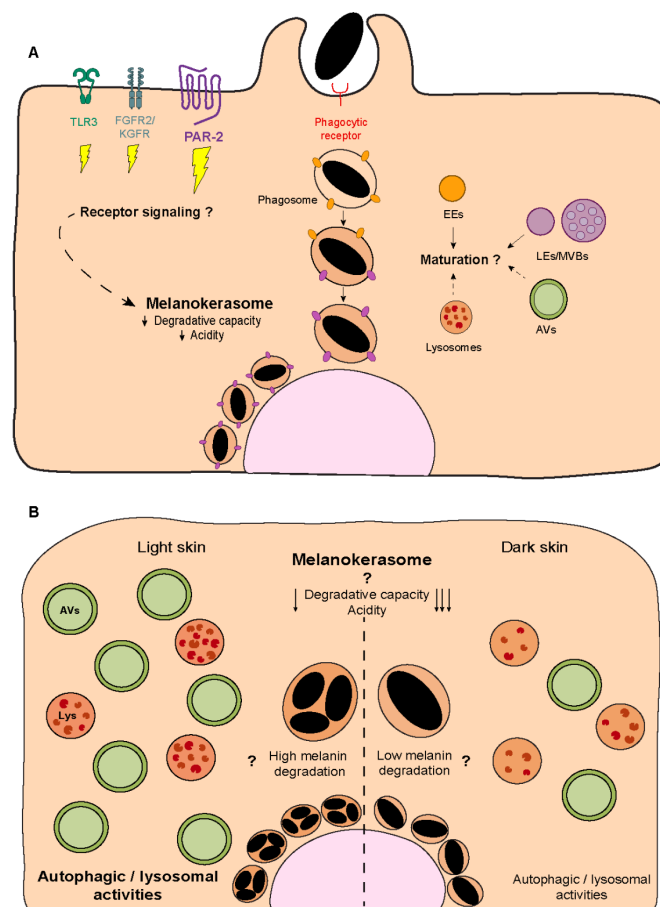 A
TLR3
FGFR2/
KGFR
PAR-2
Phagocytic
receptor
Receptor signaling ?
Phagosome
EEs
LEs/MVBs
Maturation ?
Melanokerasome
↓ Degradative capacity
↓ Acidity
Lysosomes
AVs
B
Light skin
Dark skin
Melanokerasome
?
↓ Degradative capacity ↓↓↓
Acidity
AVs
Lys
? High melanin
degradation
Low melanin ?
degradation
Autophagic / lysosomal
activities
Autophagic / lysosomal
activities